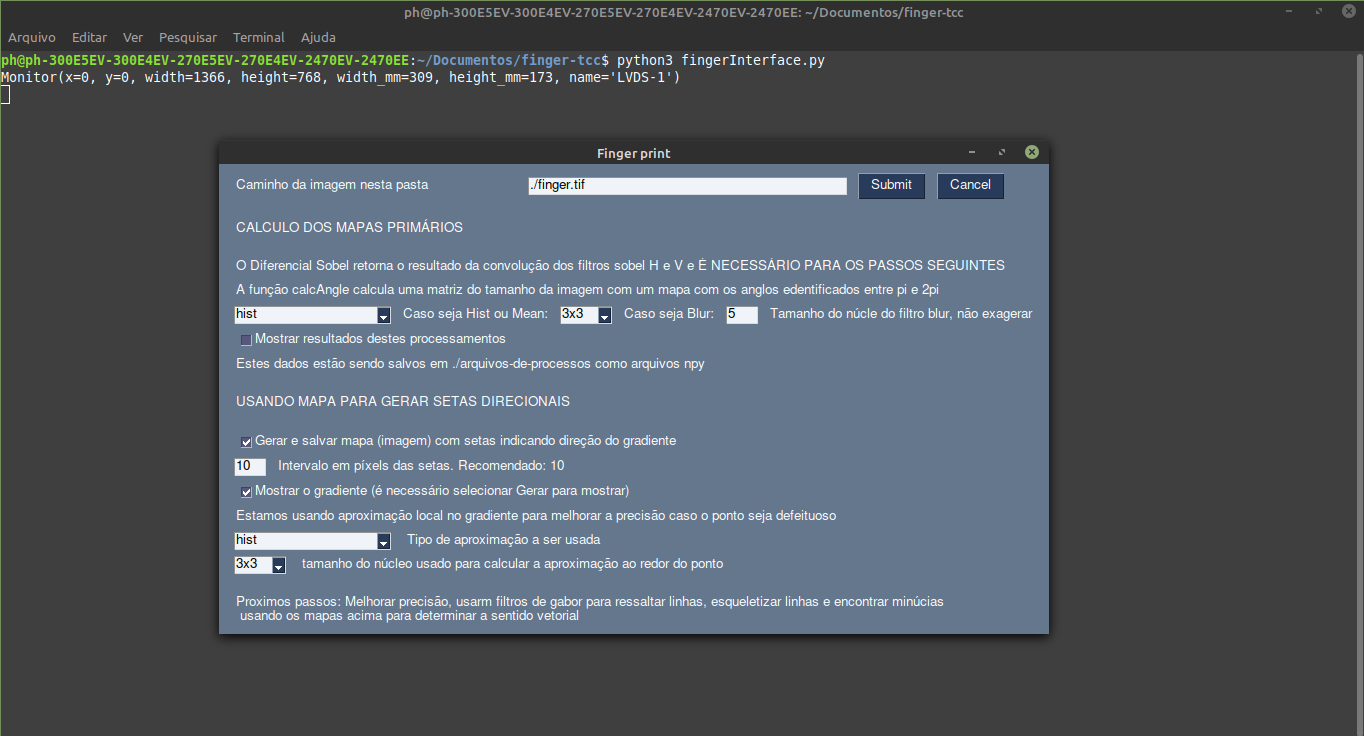 ph@ph-300E5EV-300E4EV-270E5EV-270E4EV-2470EV-2470EE: ~/Documentos/finger-tcc
Arquivo Editar Ver Pesquisar Terminal Ajuda
ph@ph-300E5EV-300E4EV-270E5EV-270E4EV-2470EV-2470EE:~/Documentos/finger-tcc$ python3 fingerInterface.py
Monitor(x=0, y=0, width=1366, height=768, width_mm=309, height_mm=173, name='LVDS-1')
Finger print
Caminho da imagem nesta pasta ./finger.tif Submit Cancel
CALCULO DOS MAPAS PRIMÁRIOS
O Diferencial Sobel retorna o resultado da convolução dos filtros sobel H e V e É NECESSÁRIO PARA OS PASSOS SEGUINTES
A função calcAngle calcula uma matriz do tamanho da imagem com um mapa com os anglos edentificados entre pi e 2pi
hist Caso seja Hist ou Mean: 3x3 Caso seja Blur: 5 Tamanho do núcle do filtro blur, não exagerar
Mostrar resultados destes processamentos
Estes dados estão sendo salvos em ./arquivos-de-processos como arquivos npy
USANDO MAPA PARA GERAR SETAS DIRECIONAIS
Gerar e salvar mapa (imagem) com setas indicando direção do gradiente
10 Intervalo em píxels das setas. Recomendado: 10
Mostrar o gradiente (é necessário selecionar Gerar para mostrar)
Estamos usando aproximação local no gradiente para melhorar a precisão caso o ponto seja defeituoso
hist Tipo de aproximação a ser usada
3x3 tamanho do núcleo usado para calcular a aproximação ao redor do ponto
Proximos passos: Melhorar precisão, usarm filtros de gabor para ressaltar linhas, esqueletizar linhas e encontrar minúcias
usando os mapas acima para determinar a sentido vetorial